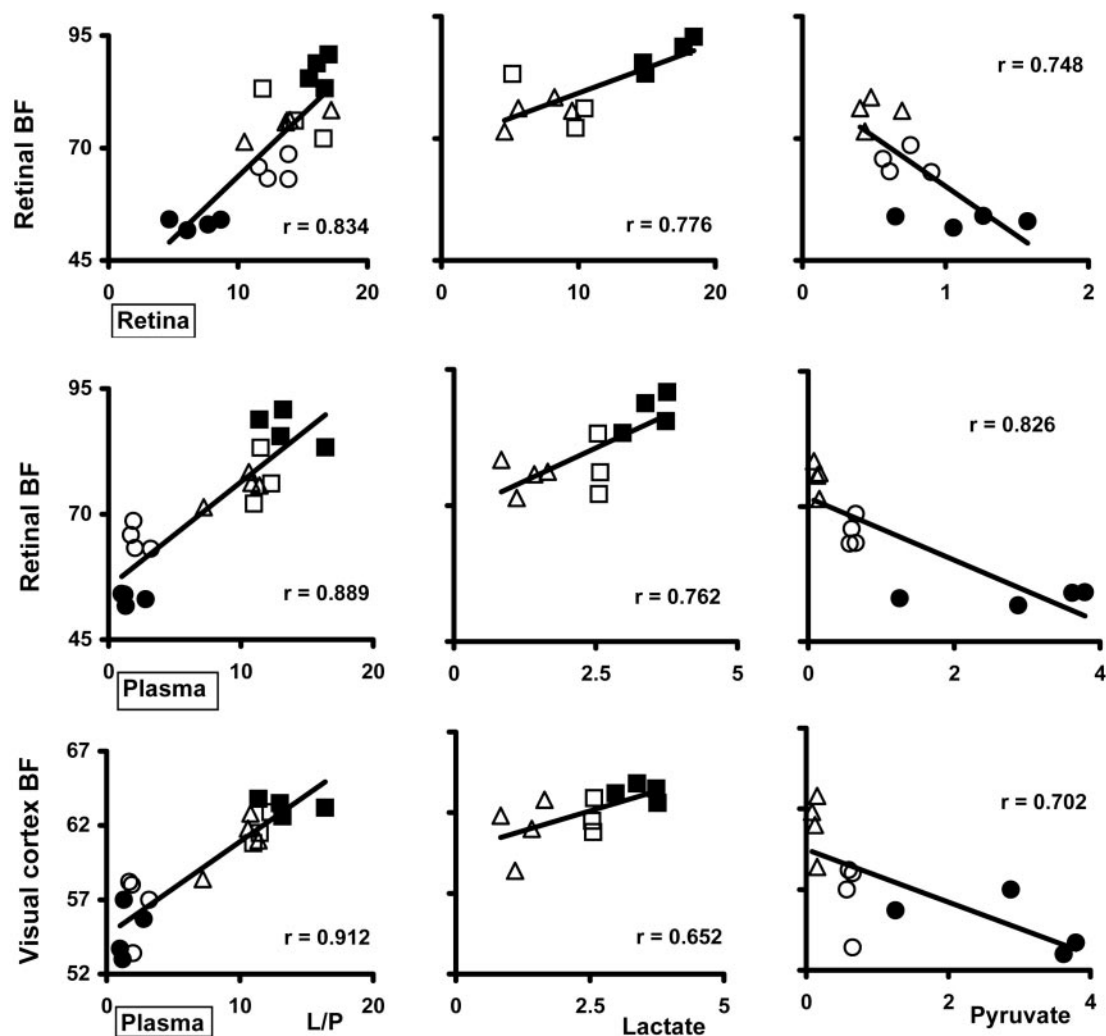 95
70
45
Retinal BF
r = 0.834
0 10 20
Retina
r = 0.776
0 10 20
r = 0.748
0 1 2
95
70
45
Retinal BF
r = 0.889
0 10 20
Plasma
r = 0.762
0 2.5 5
r = 0.826
0 2 4
67
62
57
52
Visual cortex BF
r = 0.912
0 10 20
Plasma L/P
r = 0.652
0 2.5 5
Lactate
r = 0.702
0 2 4
Pyruvate